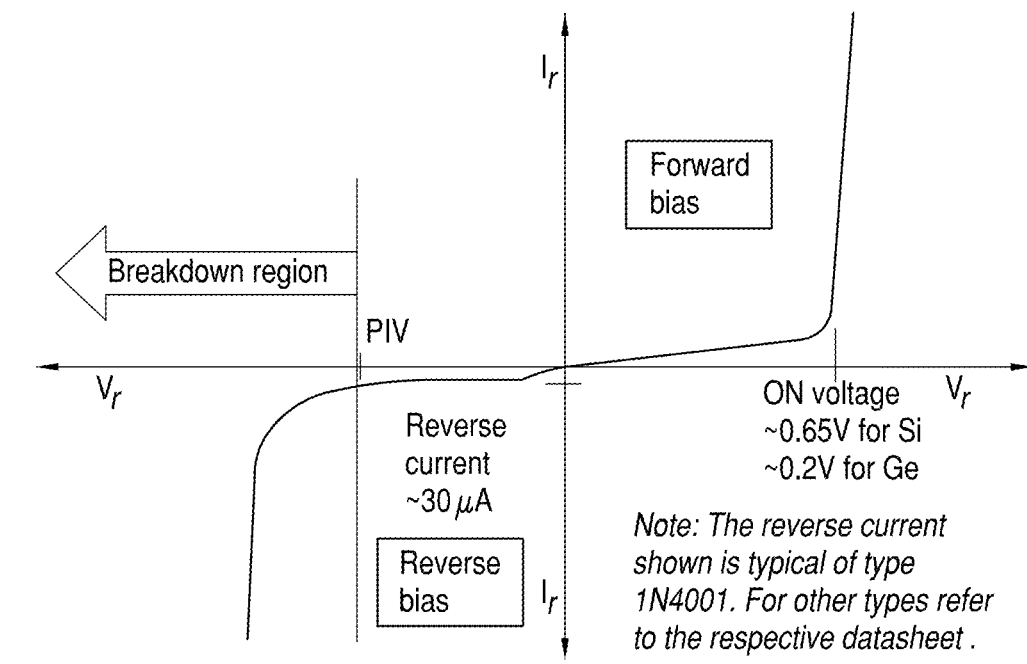 I_r
Forward
bias
Breakdown region
PIV
V_r
V_r
ON voltage
~0.65V for Si
~0.2V for Ge
Reverse
current
~30 μA
Note: The reverse current
shown is typical of type
1N4001. For other types refer
to the respective datasheet .
Reverse
bias
I_r